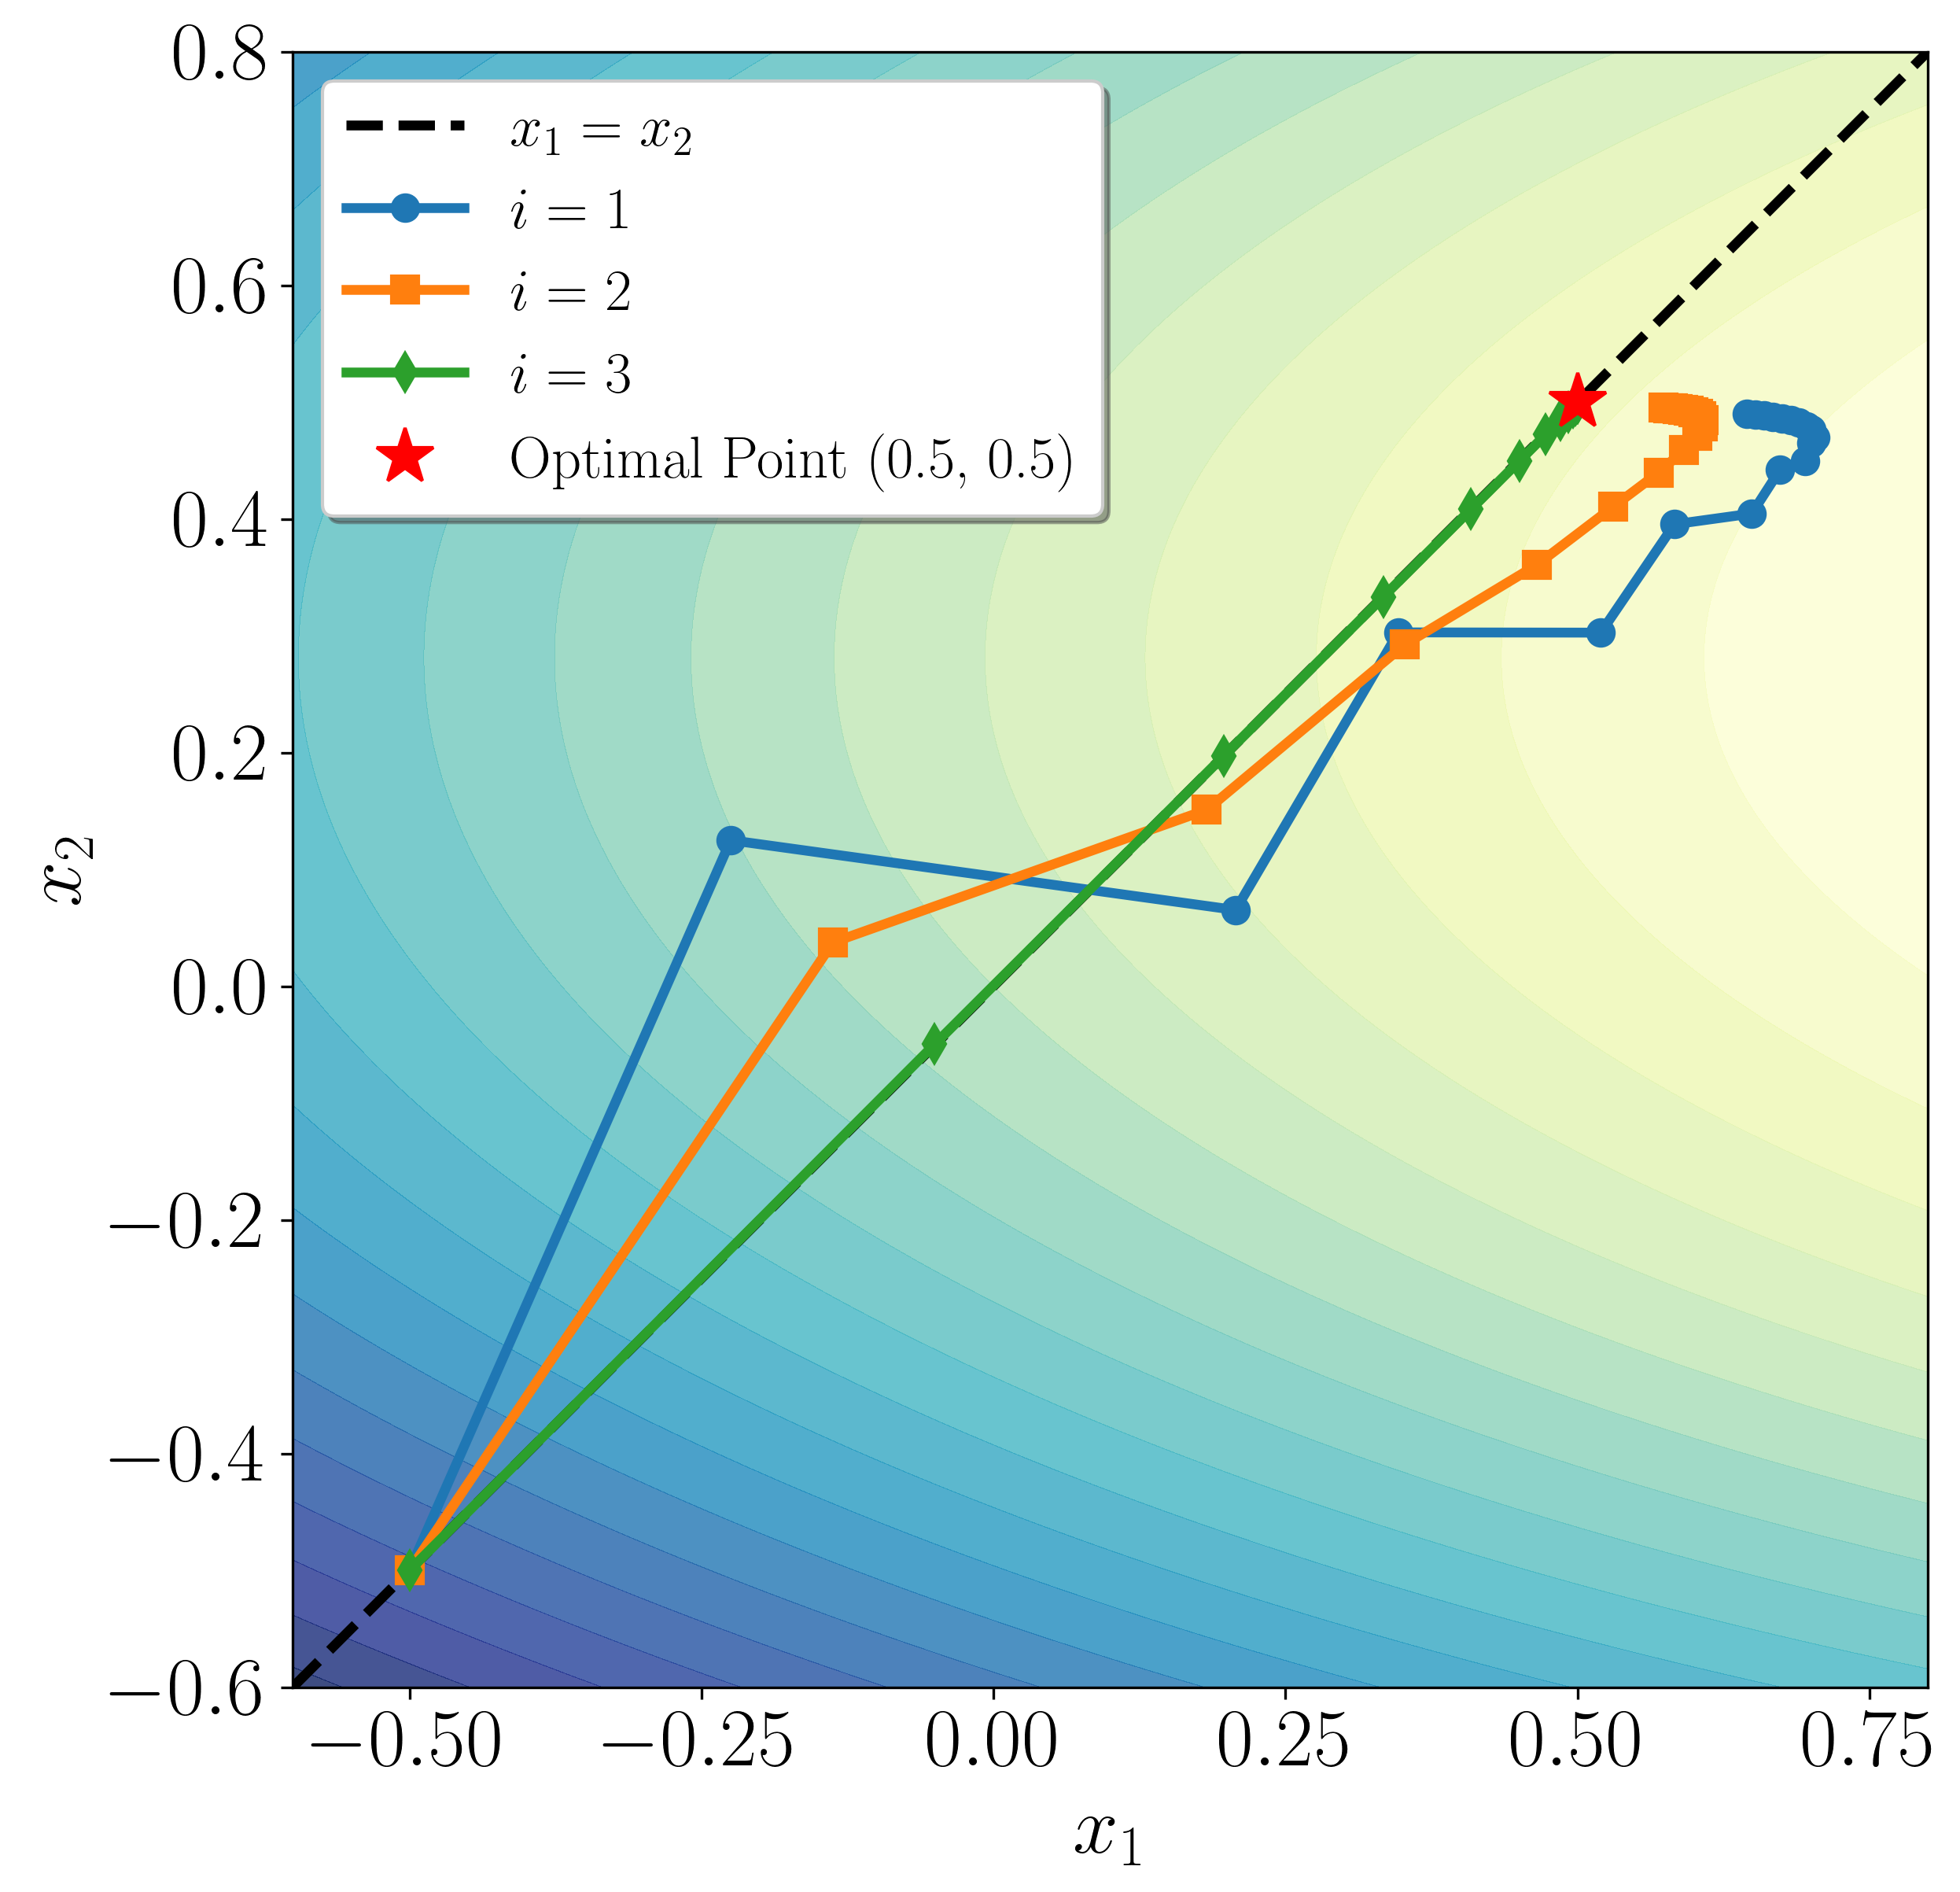 0.8
0.6
0.4
0.2
0.0
−0.2
−0.4
−0.6
x₂
x₁ = x₂
i = 1
i = 2
i = 3
Optimal Point (0.5, 0.5)
−0.50 −0.25 0.00 0.25 0.50 0.75
x₁